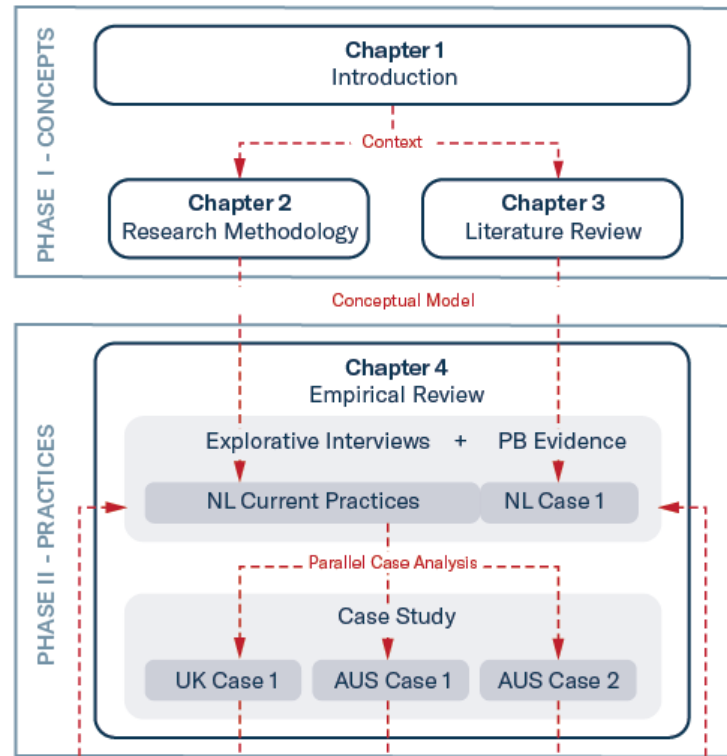 PHASE I - CONCEPTS
Chapter 1
Introduction
Context
Chapter 2
Research Methodology
Chapter 3
Literature Review
Conceptual Model
PHASE II - PRACTICES
Chapter 4
Empirical Review
Explorative Interviews + PB Evidence
NL Current Practices
NL Case 1
Parallel Case Analysis
Case Study
UK Case 1
AUS Case 1
AUS Case 2